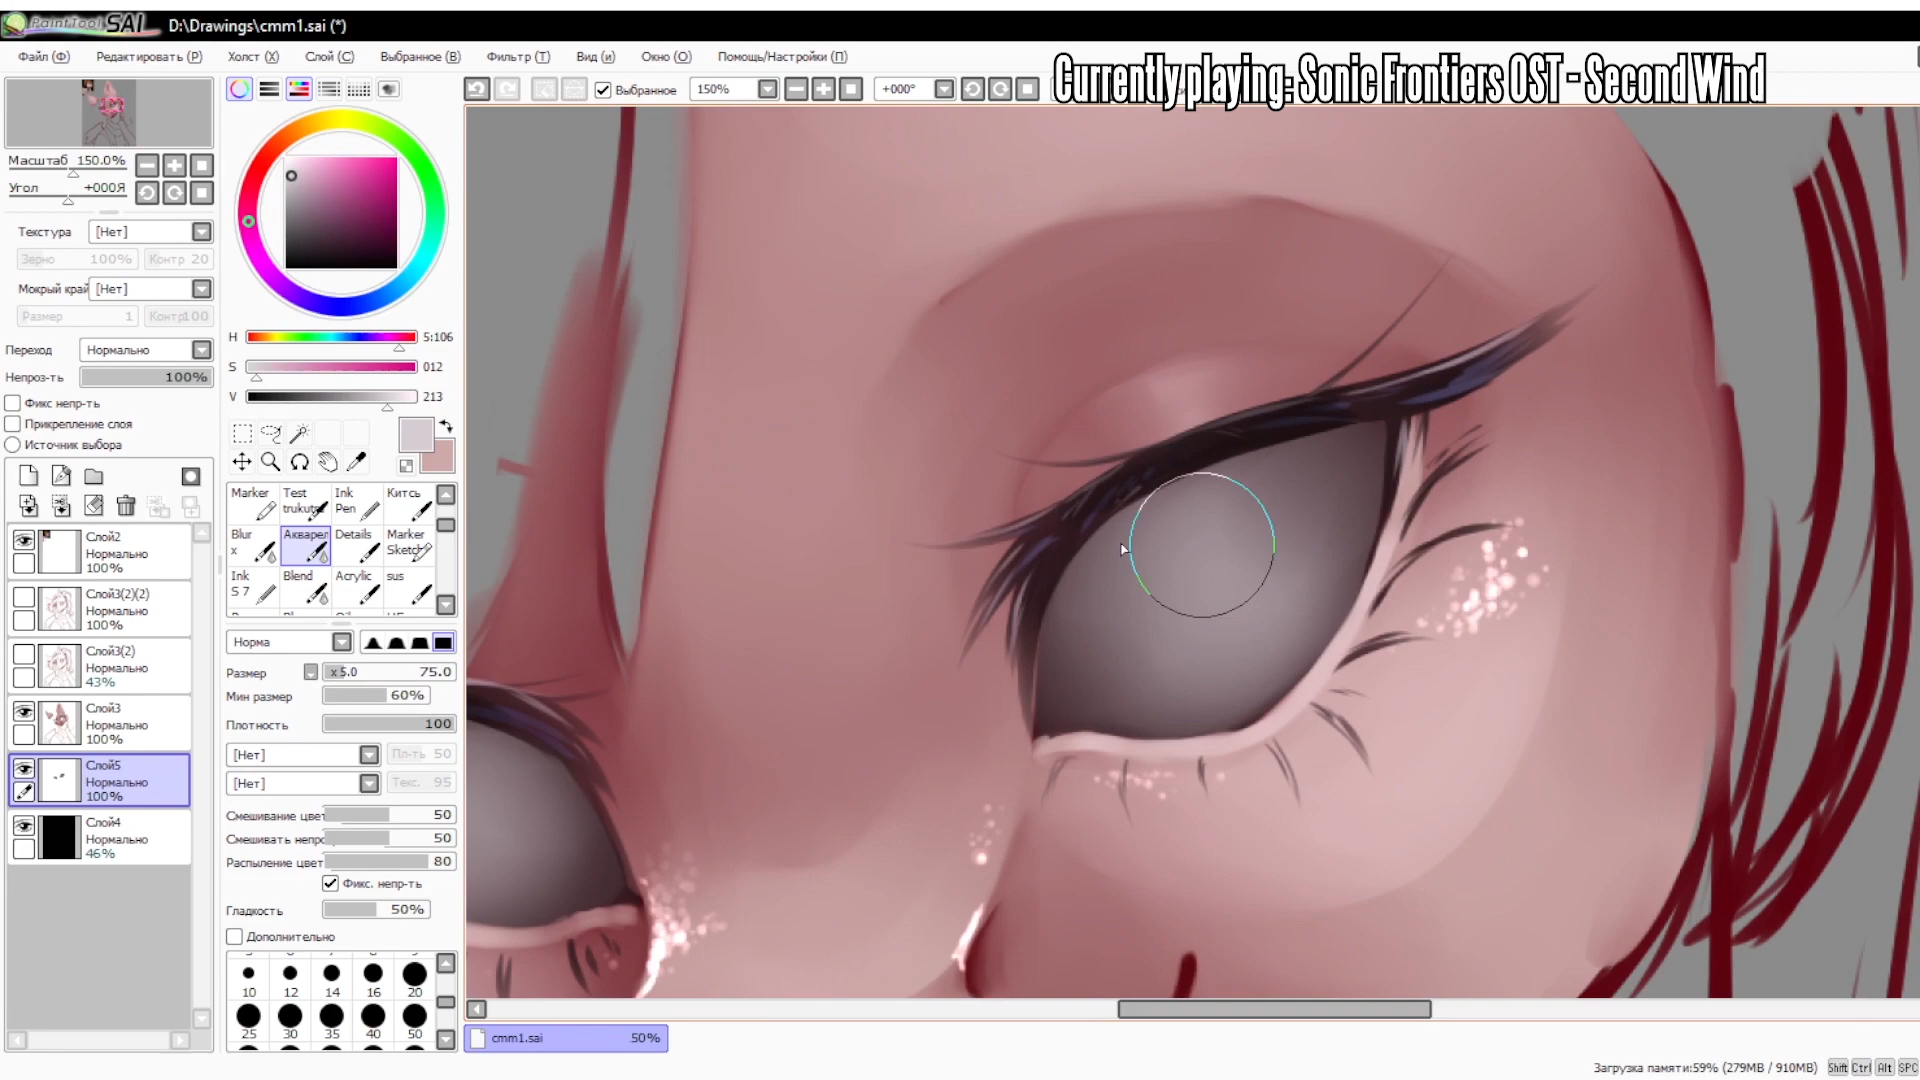 PaintTool SAI D:\Drawings\cmm1.sai (*)
Файл (Ф) Редактировать (Р) Холст (Х) Слой (С) Выбранное (В) Фильтр (Т) Вид (и) Окно (О) Помощь/Настройки (П)
Currently playing: Sonic Frontiers OST - Second Wind
Выбранное 150% +000°
Масштаб 150.0%
Угол +000Я
Текстура [Нет]
Зерно 100% Контр 20
Мокрый край [Нет]
Размер 1 Контр100
Переход Нормально
Непроз-ть 100%
Фикс непр-ть
Прикрепление слоя
Источник выбора
Слой2
Нормально
100%
Слой3(2)(2)
Нормально
100%
Слой3(2)
Нормально
43%
Слой3
Нормально
100%
Слой5
Нормально
100%
Слой4
Нормально
46%
H 5:106
S 012
V 213
Marker Test trukutr Ink Pen Китсь
Blur x Акварел Details Marker Sketch
Ink S 7 Blend Acrylic sus
Норма
Размер x 5.0 75.0
Мин размер 60%
Плотность 100
[Нет] Пл-ть 50
[Нет] Текс. 95
Смешивание цвет 50
Смешивать непро 50
Распыление цвет 80
Фикс. непр-ть
Гладкость 50%
Дополнительно
10 12 14 16 20
25 30 35 40 50
cmm1.sai 50%
Загрузка памяти:59% (279MB / 910MB) Shift Ctrl Alt SPC